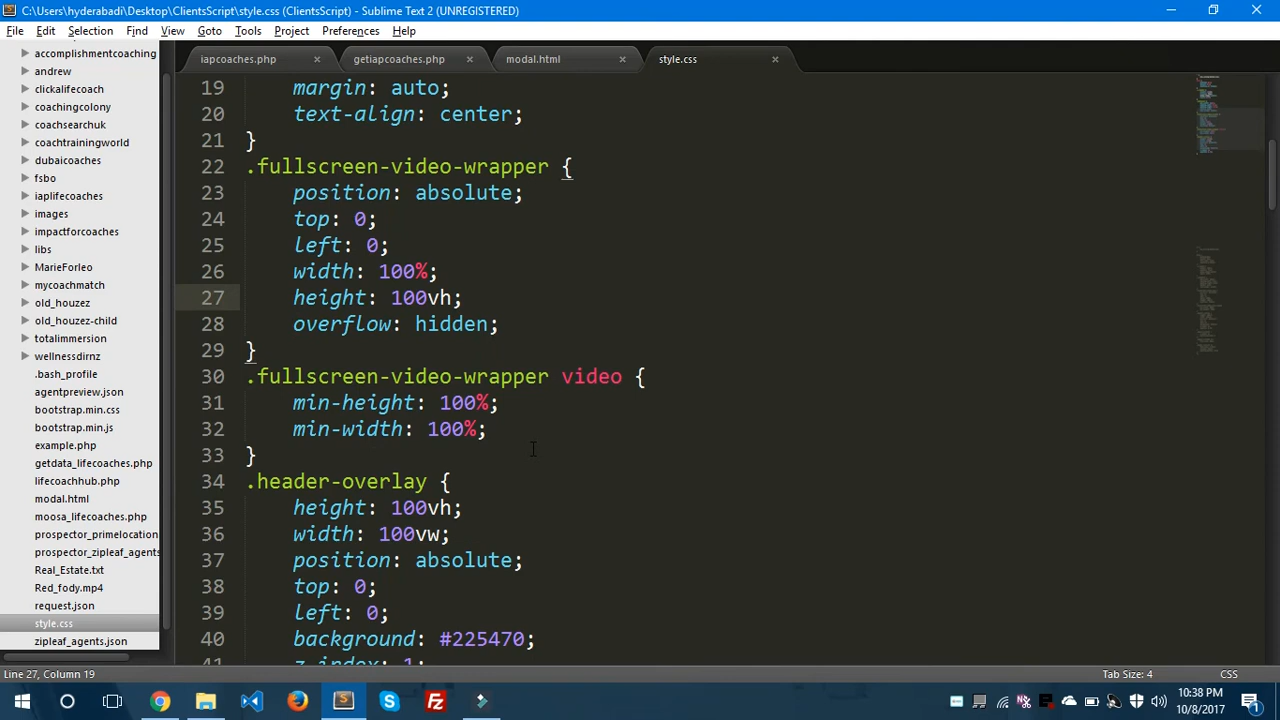 C:\Users\hyderabadi\Desktop\ClientsScript\style.css (ClientsScript) - Sublime Text 2 (UNREGISTERED)
File Edit Selection Find View Goto Tools Project Preferences Help
iapcoaches.php × getiapcoaches.php × modal.html × style.css ×
accomplishmentcoaching
andrew
clickalifecoach
coachingcolony
coachsearchuk
coachtrainingworld
dubaicoaches
fsbo
iaplifecoaches
images
impactforcoaches
libs
MarieForleo
mycoachmatch
old_houzez
old_houzez-child
totalimmersion
wellnessdirnz
.bash_profile
agentpreview.json
bootstrap.min.css
bootstrap.min.js
example.php
getdata_lifecoaches.php
lifecoachhub.php
modal.html
moosa_lifecoaches.php
prospector_primelocation
prospector_zipleaf_agents
Real_Estate.txt
Red_fody.mp4
request.json
style.css
zipleaf_agents.json
19 margin: auto;
20 text-align: center;
21 }
22 .fullscreen-video-wrapper {
23 position: absolute;
24 top: 0;
25 left: 0;
26 width: 100%;
27 height: 100vh;
28 overflow: hidden;
29 }
30 .fullscreen-video-wrapper video {
31 min-height: 100%;
32 min-width: 100%;
33 }
34 .header-overlay {
35 height: 100vh;
36 width: 100vw;
37 position: absolute;
38 top: 0;
39 left: 0;
40 background: #225470;
41 z-index: 1;
Line 27, Column 19
Tab Size: 4
CSS
10:38 PM
10/8/2017